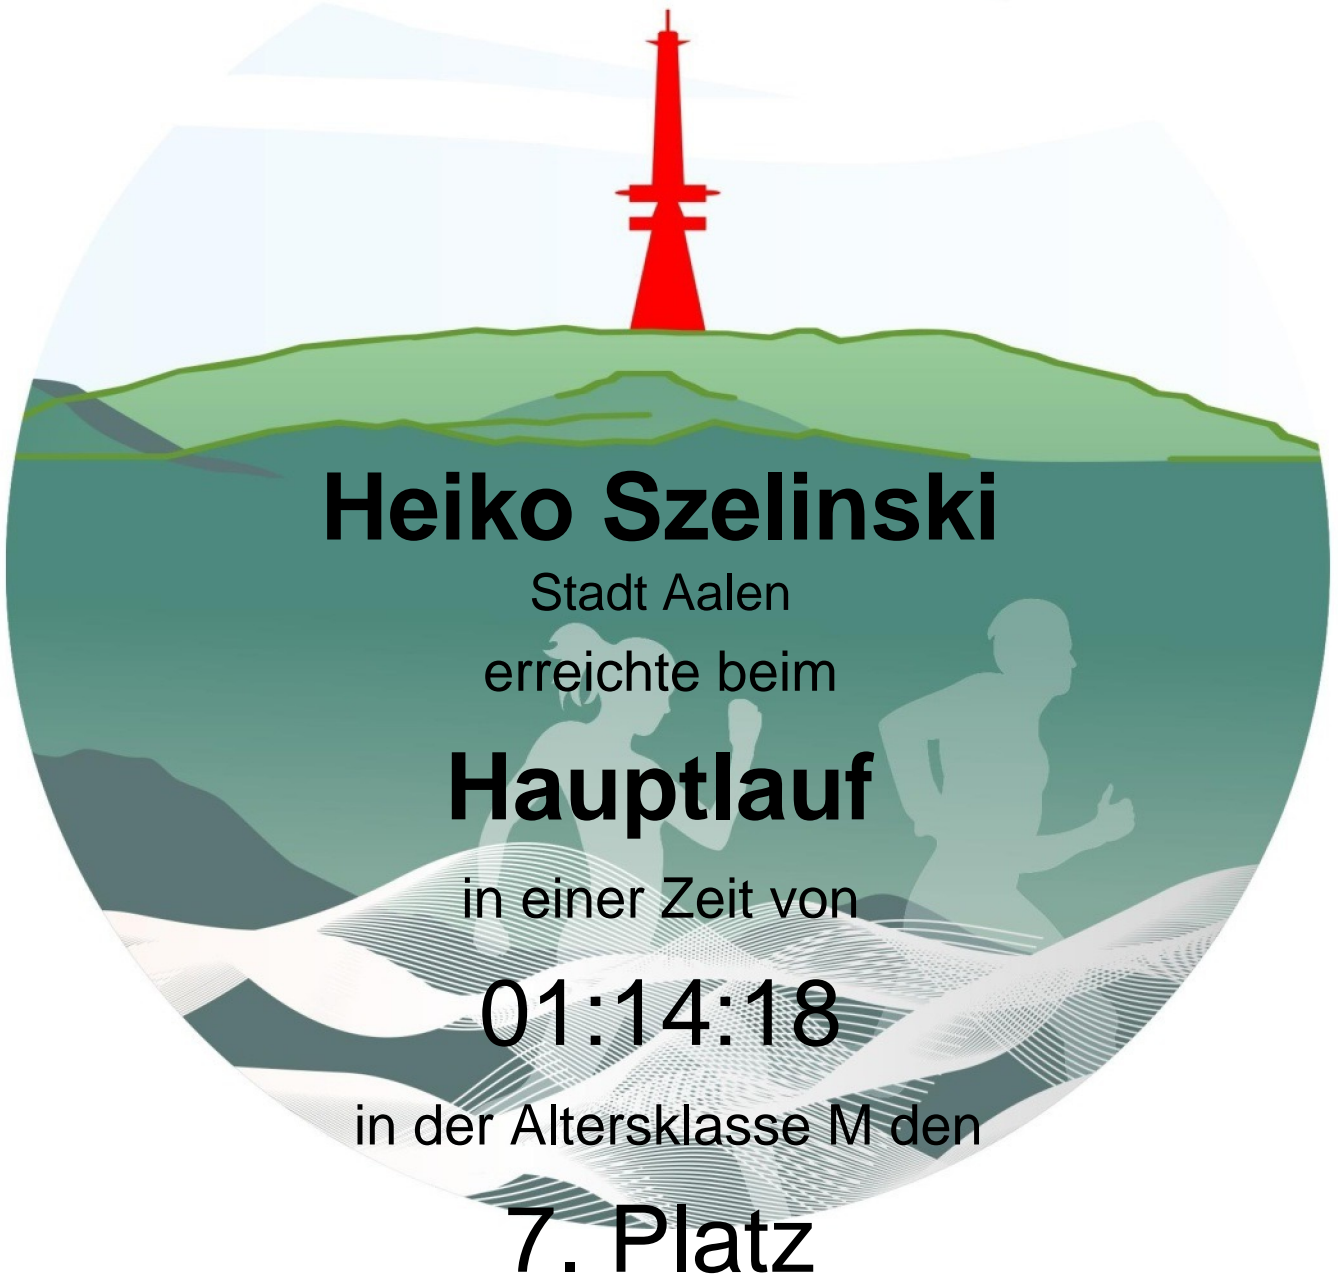 Heiko Szelinski
Stadt Aalen
erreichte beim
Hauptlauf
in einer Zeit von
01:14:18
in der Altersklasse M den
7. Platz